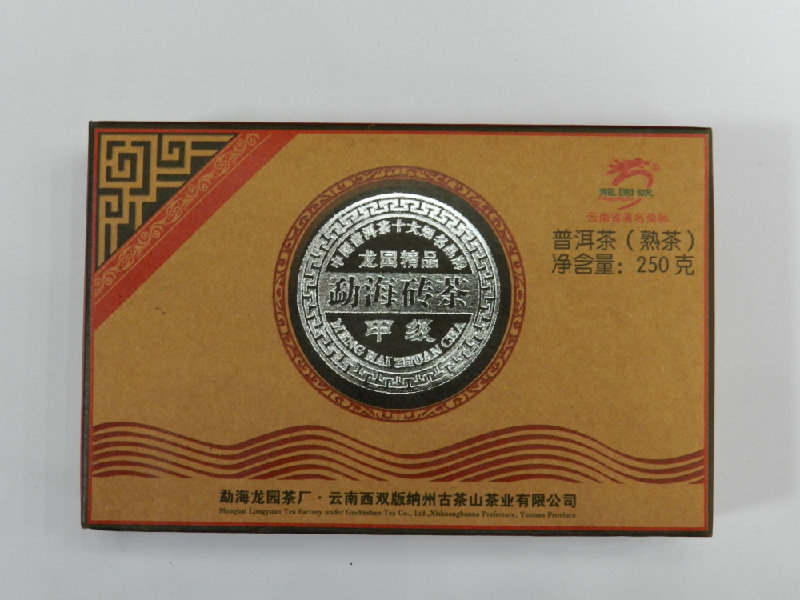 龍園號®
云南省著名商标
普洱茶（熟茶）
净含量：250克
中国普洱茶十大知名品牌
龙园精品
勐海砖茶
甲级
MENG HAI ZHUAN CHA
勐海龙园茶厂·云南西双版纳州古茶山茶业有限公司
Menghai Longyuan Tea Factory under Guchashan Tea Co., Ltd.,Xishuangbanna Prefecture, Yunnan Province